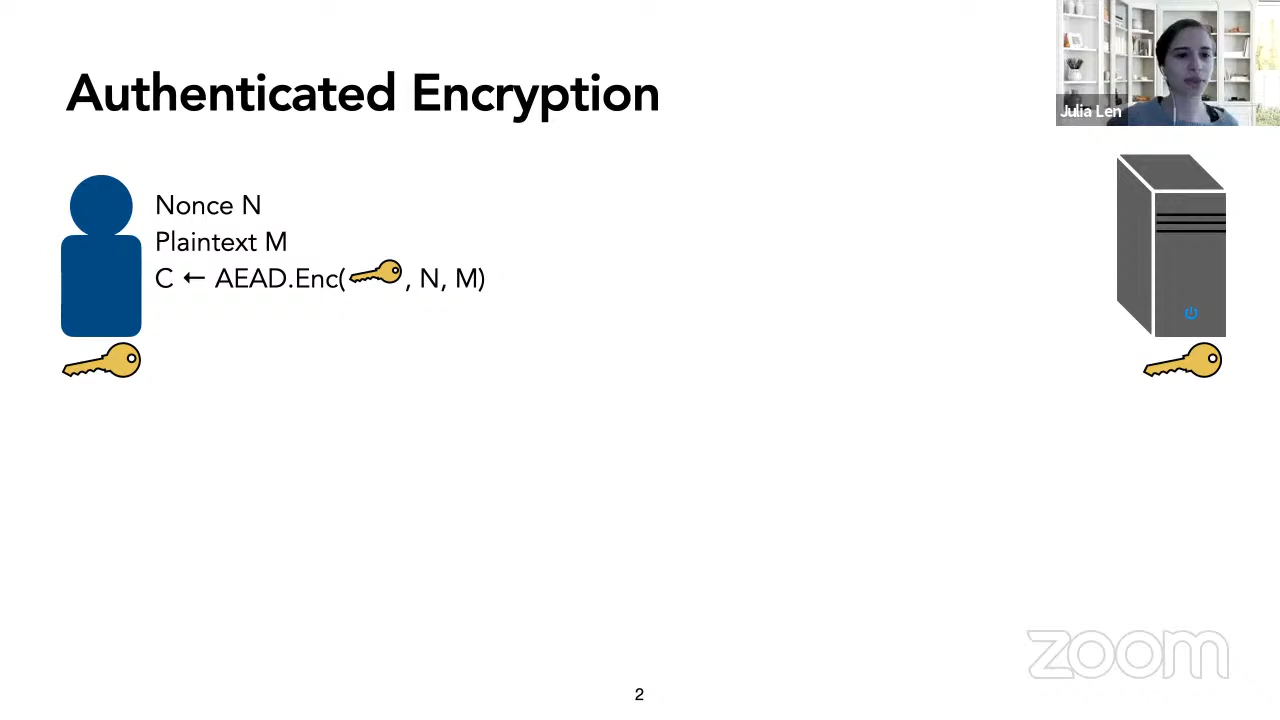 Authenticated Encryption
Julia Len
Nonce N
Plaintext M
C ← AEAD.Enc( , N, M)
zoom
2